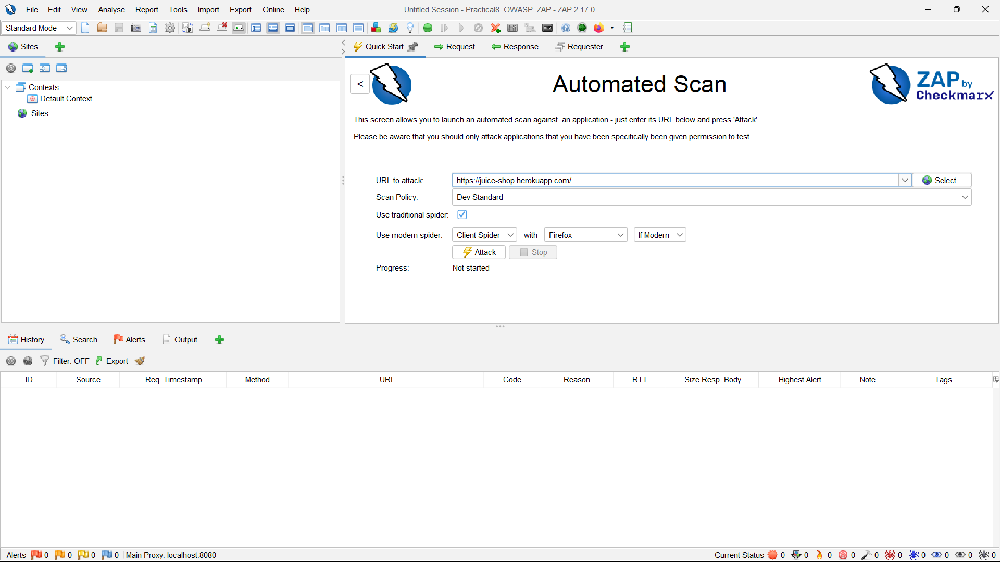 File Edit View Analyse Report Tools Import Export Online Help
Untitled Session - Practical8_OWASP_ZAP - ZAP 2.17.0
Standard Mode
Sites
Quick Start Request Response Requester
Contexts
Default Context
Sites
<
Automated Scan
ZAP by
Checkmarx
This screen allows you to launch an automated scan against  an application - just enter its URL below and press 'Attack'.
Please be aware that you should only attack applications that you have been specifically been given permission to test.
URL to attack: https://juice-shop.herokuapp.com/ Select...
Scan Policy: Dev Standard
Use traditional spider:
Use modern spider: Client Spider with Firefox If Modern
Attack Stop
Progress: Not started
History Search Alerts Output
Filter: OFF Export
ID Source Req. Timestamp Method URL Code Reason RTT Size Resp. Body Highest Alert Note Tags
Alerts 0 0 0 0 Main Proxy: localhost:8080 Current Status 0 0 0 0 0 0 0 0 0 0